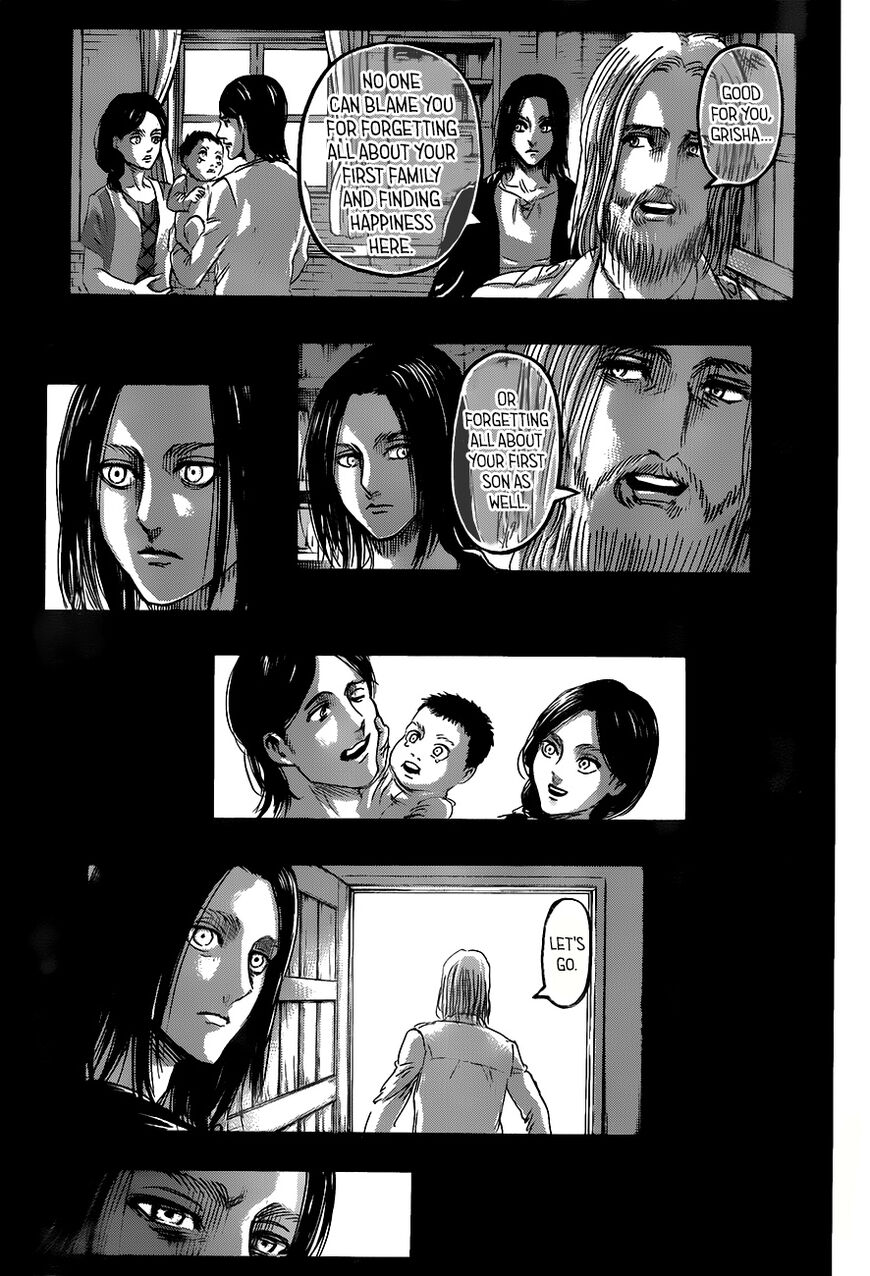 GOOD
FOR YOU,
GRISHA...
NO ONE
CAN BLAME YOU
FOR FORGETTING
ALL ABOUT YOUR
FIRST FAMILY
AND FINDING
HAPPINESS
HERE.
OR
FORGETTING
ALL ABOUT
YOUR FIRST
SON AS
WELL.
LET'S
GO.